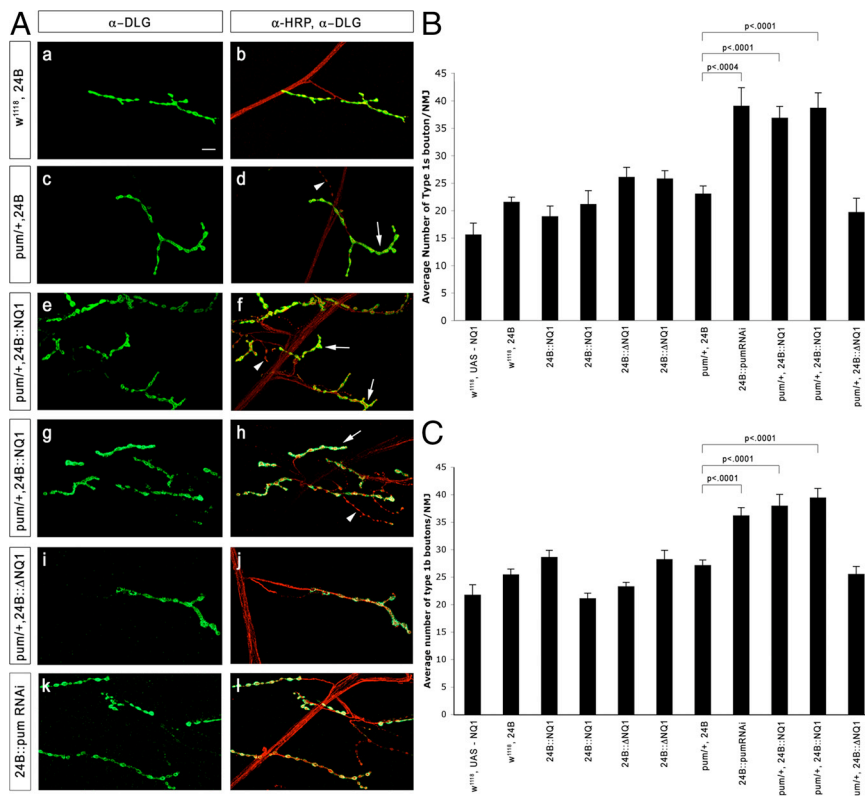 A
α-DLG
α-HRP, α-DLG
w1118, 24B
a
b
pum/+,24B
c
d
pum/+,24B::NQ1
e
f
pum/+,24B::NQ1
g
h
pum/+,24B::ΔNQ1
i
j
24B::pum RNAi
k
l
B
p<.0001
p<.0001
p<.0004
Average Number of Type 1s bouton/NMJ
45
40
35
30
25
20
15
10
5
0
w1118, UAS - NQ1
w1118, 24B
24B::NQ1
24B::NQ1
24B::ΔNQ1
24B::ΔNQ1
pum/+, 24B
24B::pumRNAi
pum/+, 24B::NQ1
pum/+, 24B::NQ1
pum/+, 24B::ΔNQ1
C
p<.0001
p<.0001
p<.0001
Average number of type 1b boutons/NMJ
45
40
35
30
25
20
15
10
5
0
w1118, UAS - NQ1
w1118, 24B
24B::NQ1
24B::NQ1
24B::ΔNQ1
24B::ΔNQ1
pum/+, 24B
24B::pumRNAi
pum/+, 24B::NQ1
pum/+, 24B::NQ1
um/+, 24B::ΔNQ1